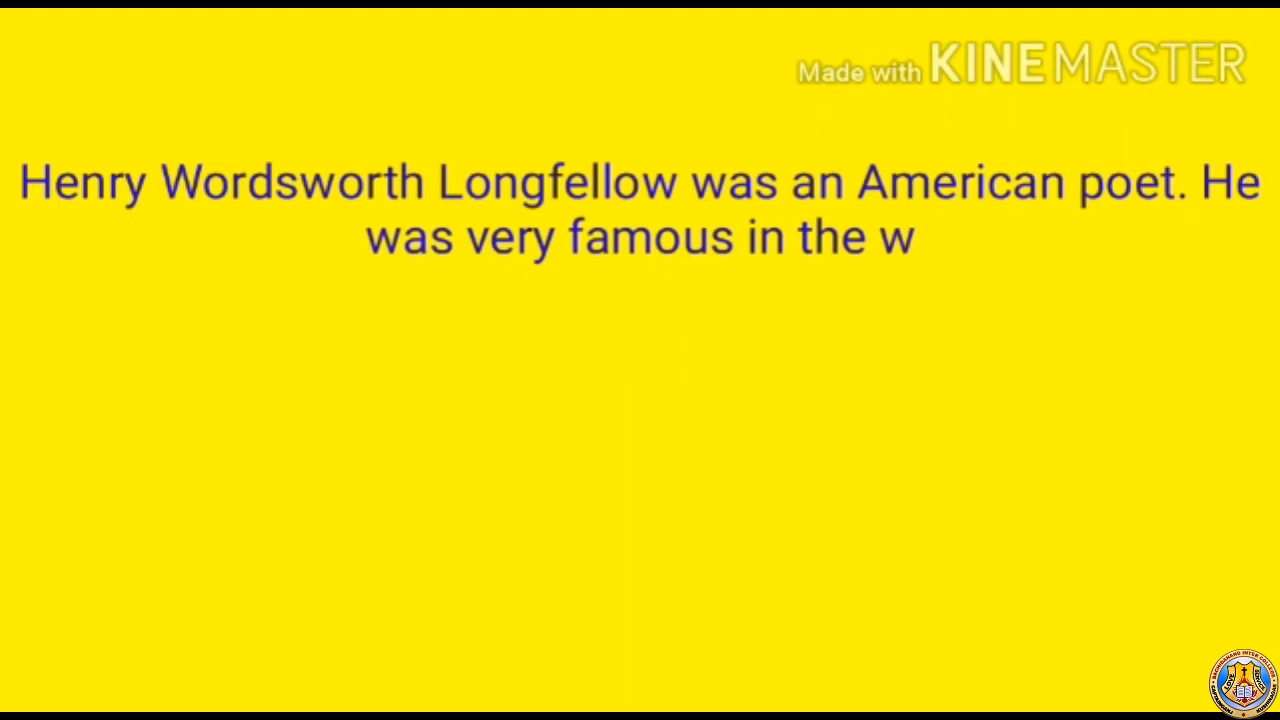 Made with KINEMASTER
Henry Wordsworth Longfellow was an American poet. He
was very famous in the w